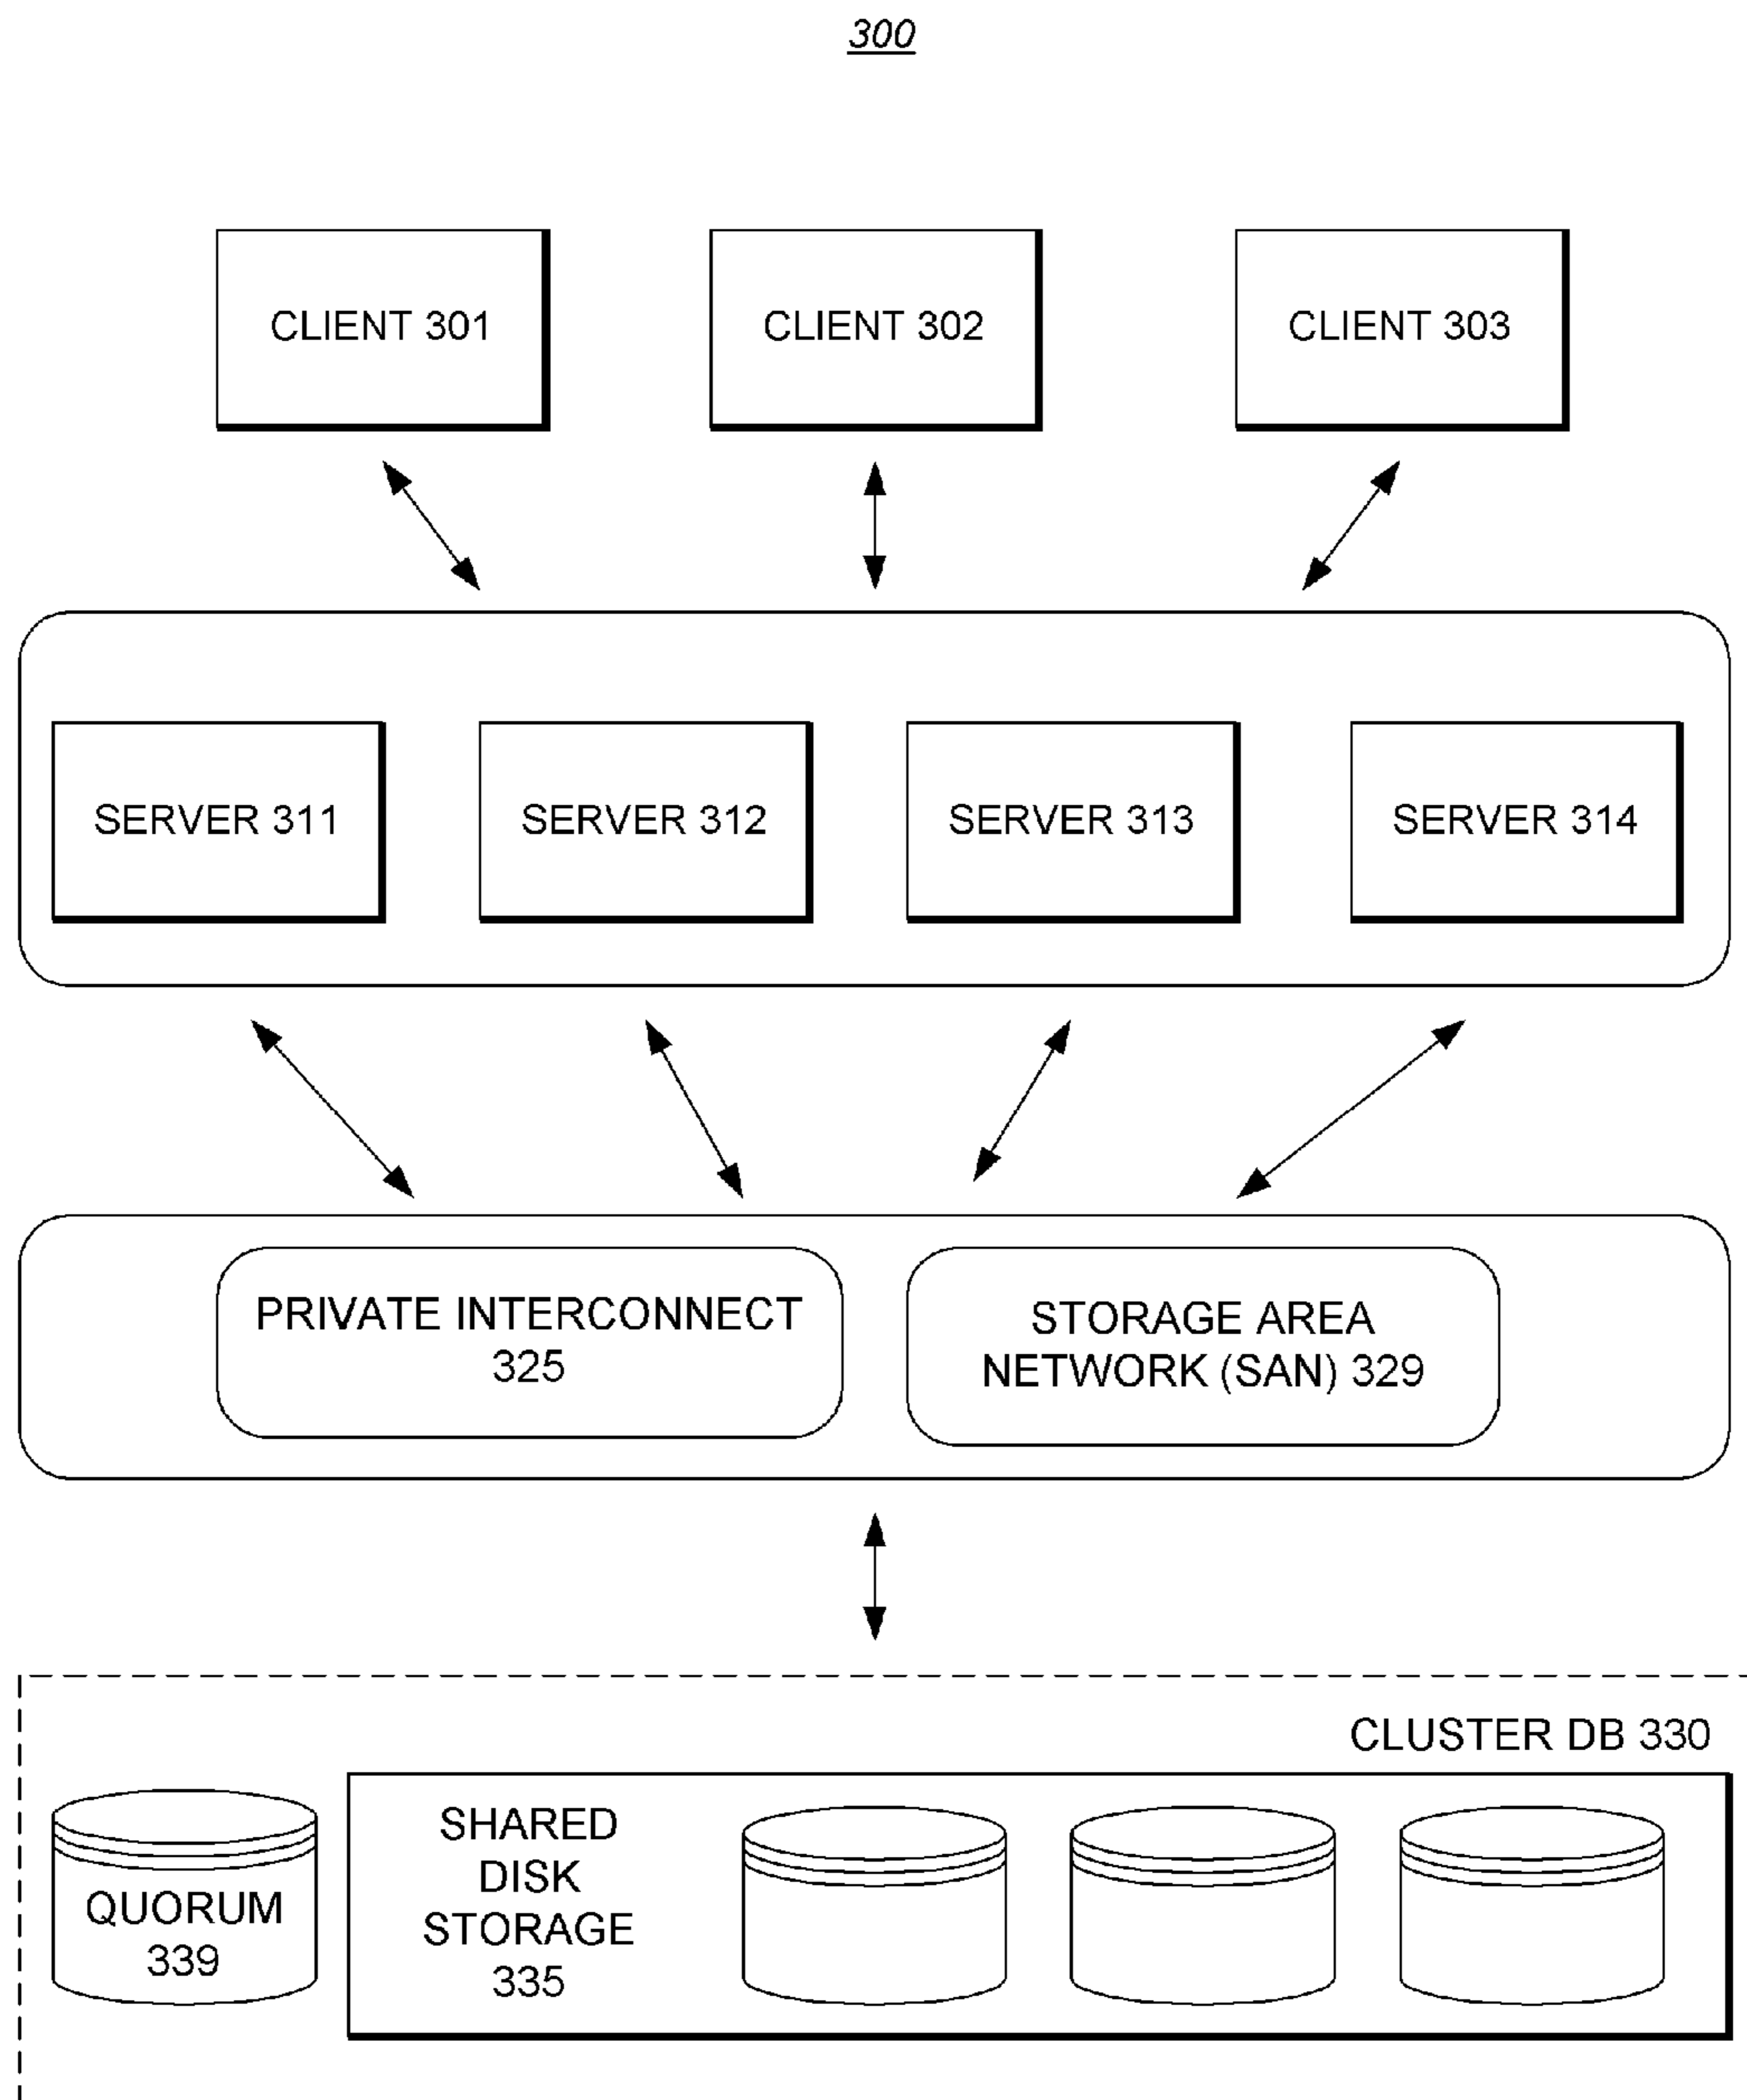 300
CLIENT 301
CLIENT 302
CLIENT 303
SERVER 311
SERVER 312
SERVER 313
SERVER 314
PRIVATE INTERCONNECT
325
STORAGE AREA
NETWORK (SAN) 329
CLUSTER DB 330
QUORUM
339
SHARED
DISK
STORAGE
335